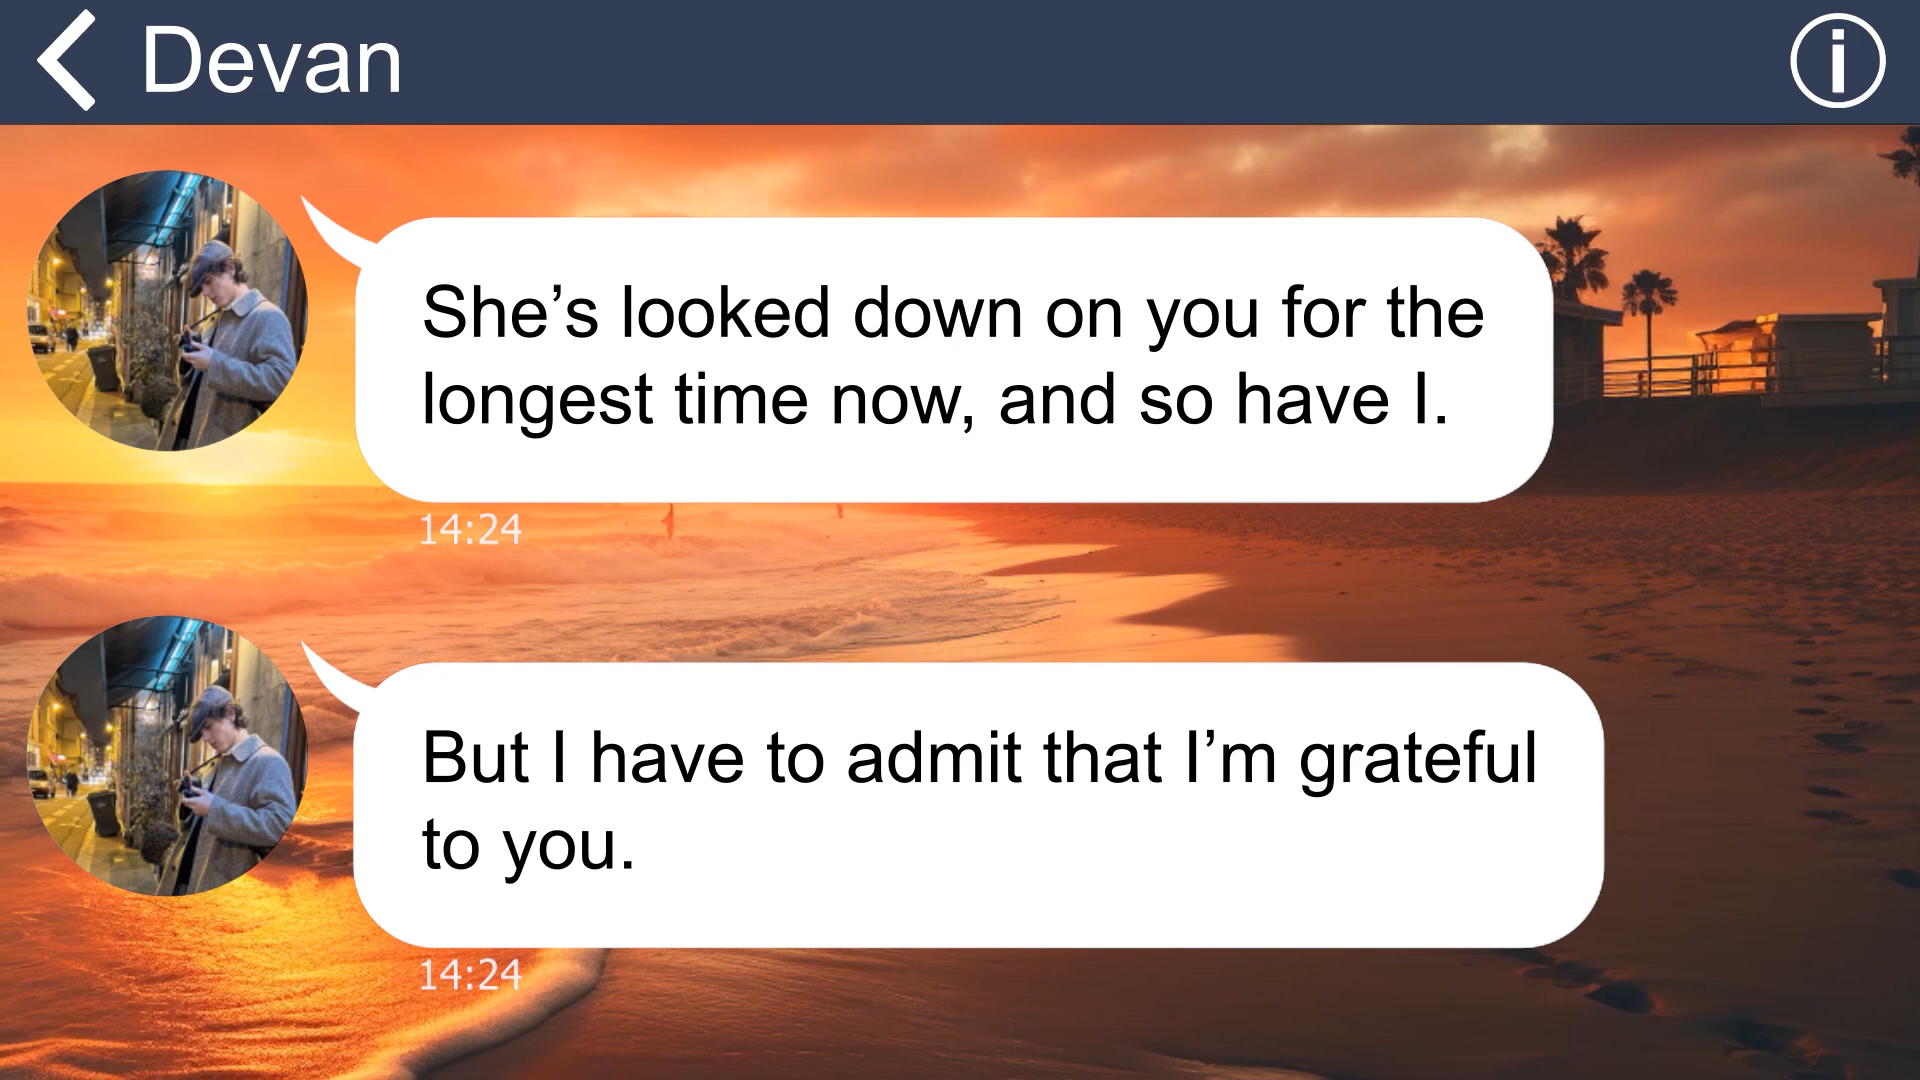 Devan
She’s looked down on you for the
longest time now, and so have I.
14:24
But I have to admit that I’m grateful
to you.
14:24